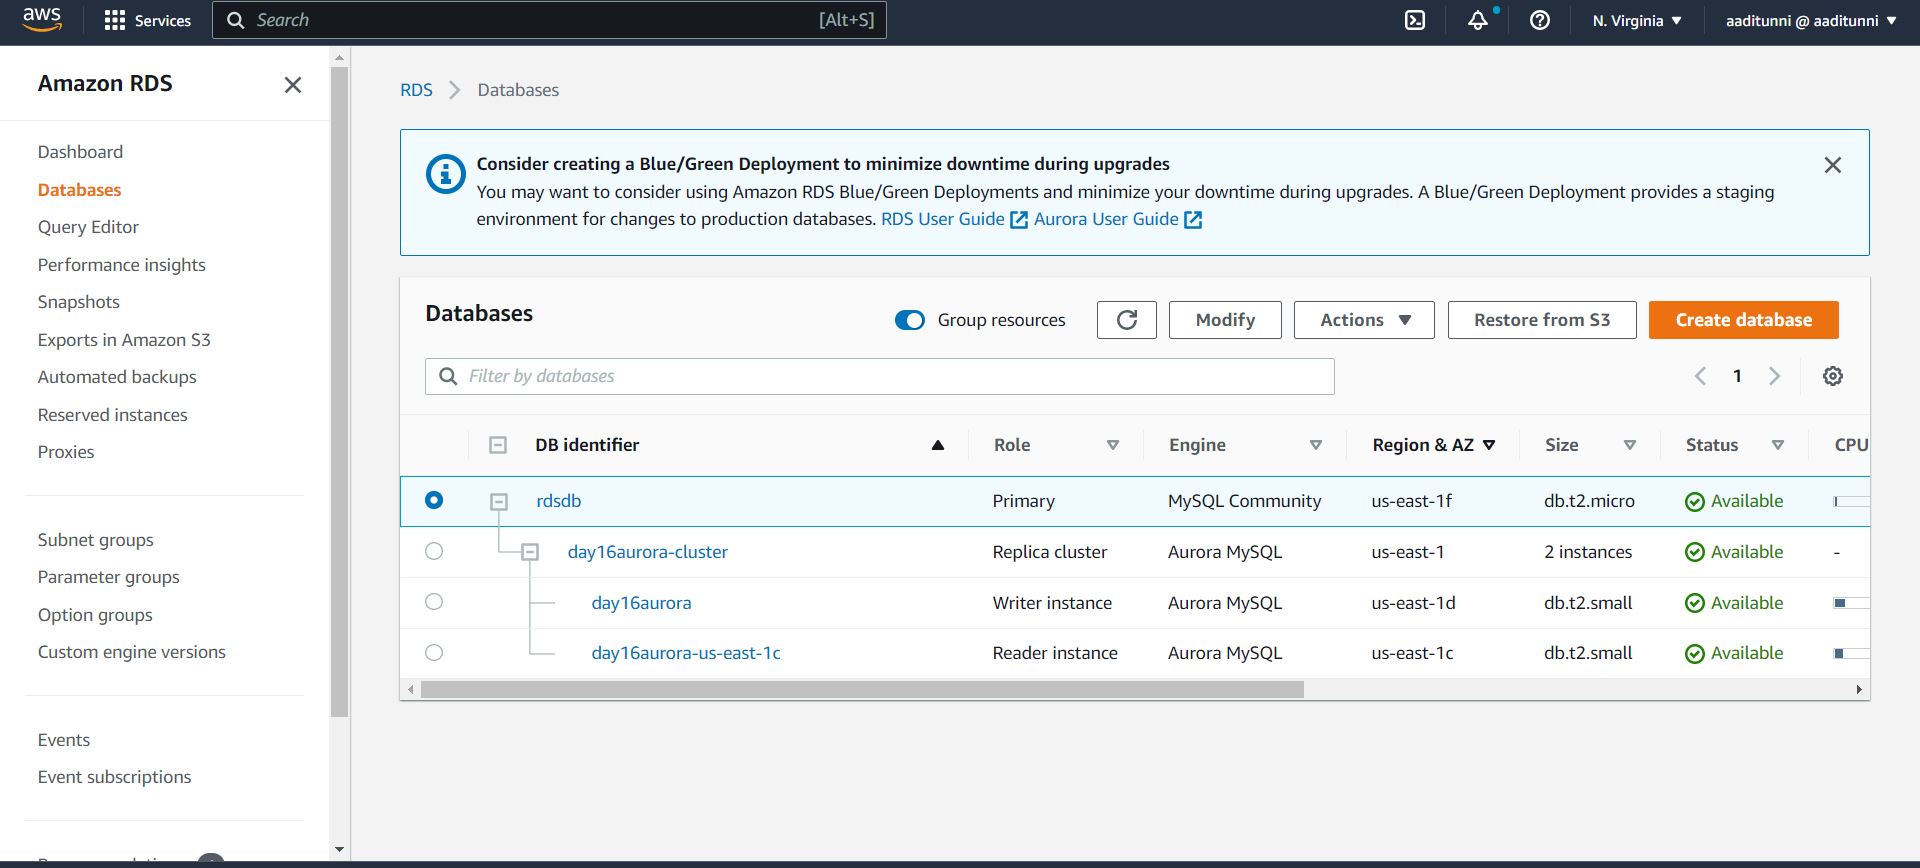 aws
Services
Search [Alt+S]
N. Virginia
aaditunni @ aaditunni
Amazon RDS
Dashboard
Databases
Query Editor
Performance insights
Snapshots
Exports in Amazon S3
Automated backups
Reserved instances
Proxies
Subnet groups
Parameter groups
Option groups
Custom engine versions
Events
Event subscriptions
RDS Databases
Consider creating a Blue/Green Deployment to minimize downtime during upgrades
You may want to consider using Amazon RDS Blue/Green Deployments and minimize your downtime during upgrades. A Blue/Green Deployment provides a staging
environment for changes to production databases. RDS User Guide Aurora User Guide
Databases
Group resources Modify Actions Restore from S3 Create database
Filter by databases
1
DB identifier Role Engine Region & AZ Size Status CPU
rdsdb Primary MySQL Community us-east-1f db.t2.micro Available
day16aurora-cluster Replica cluster Aurora MySQL us-east-1 2 instances Available -
day16aurora Writer instance Aurora MySQL us-east-1d db.t2.small Available
day16aurora-us-east-1c Reader instance Aurora MySQL us-east-1c db.t2.small Available